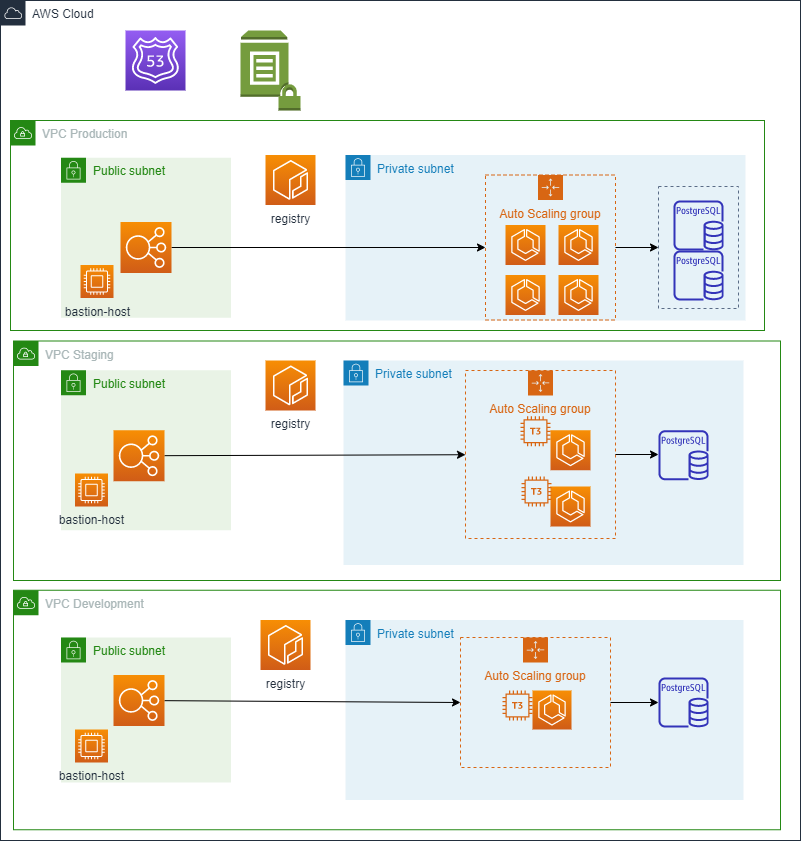 AWS Cloud
53
VPC Production
Public subnet
registry
Private subnet
Auto Scaling group
PostgreSQL
PostgreSQL
bastion-host
VPC Staging
Public subnet
registry
Private subnet
Auto Scaling group
T3
T3
PostgreSQL
bastion-host
VPC Development
Public subnet
registry
Private subnet
Auto Scaling group
T3
PostgreSQL
bastion-host